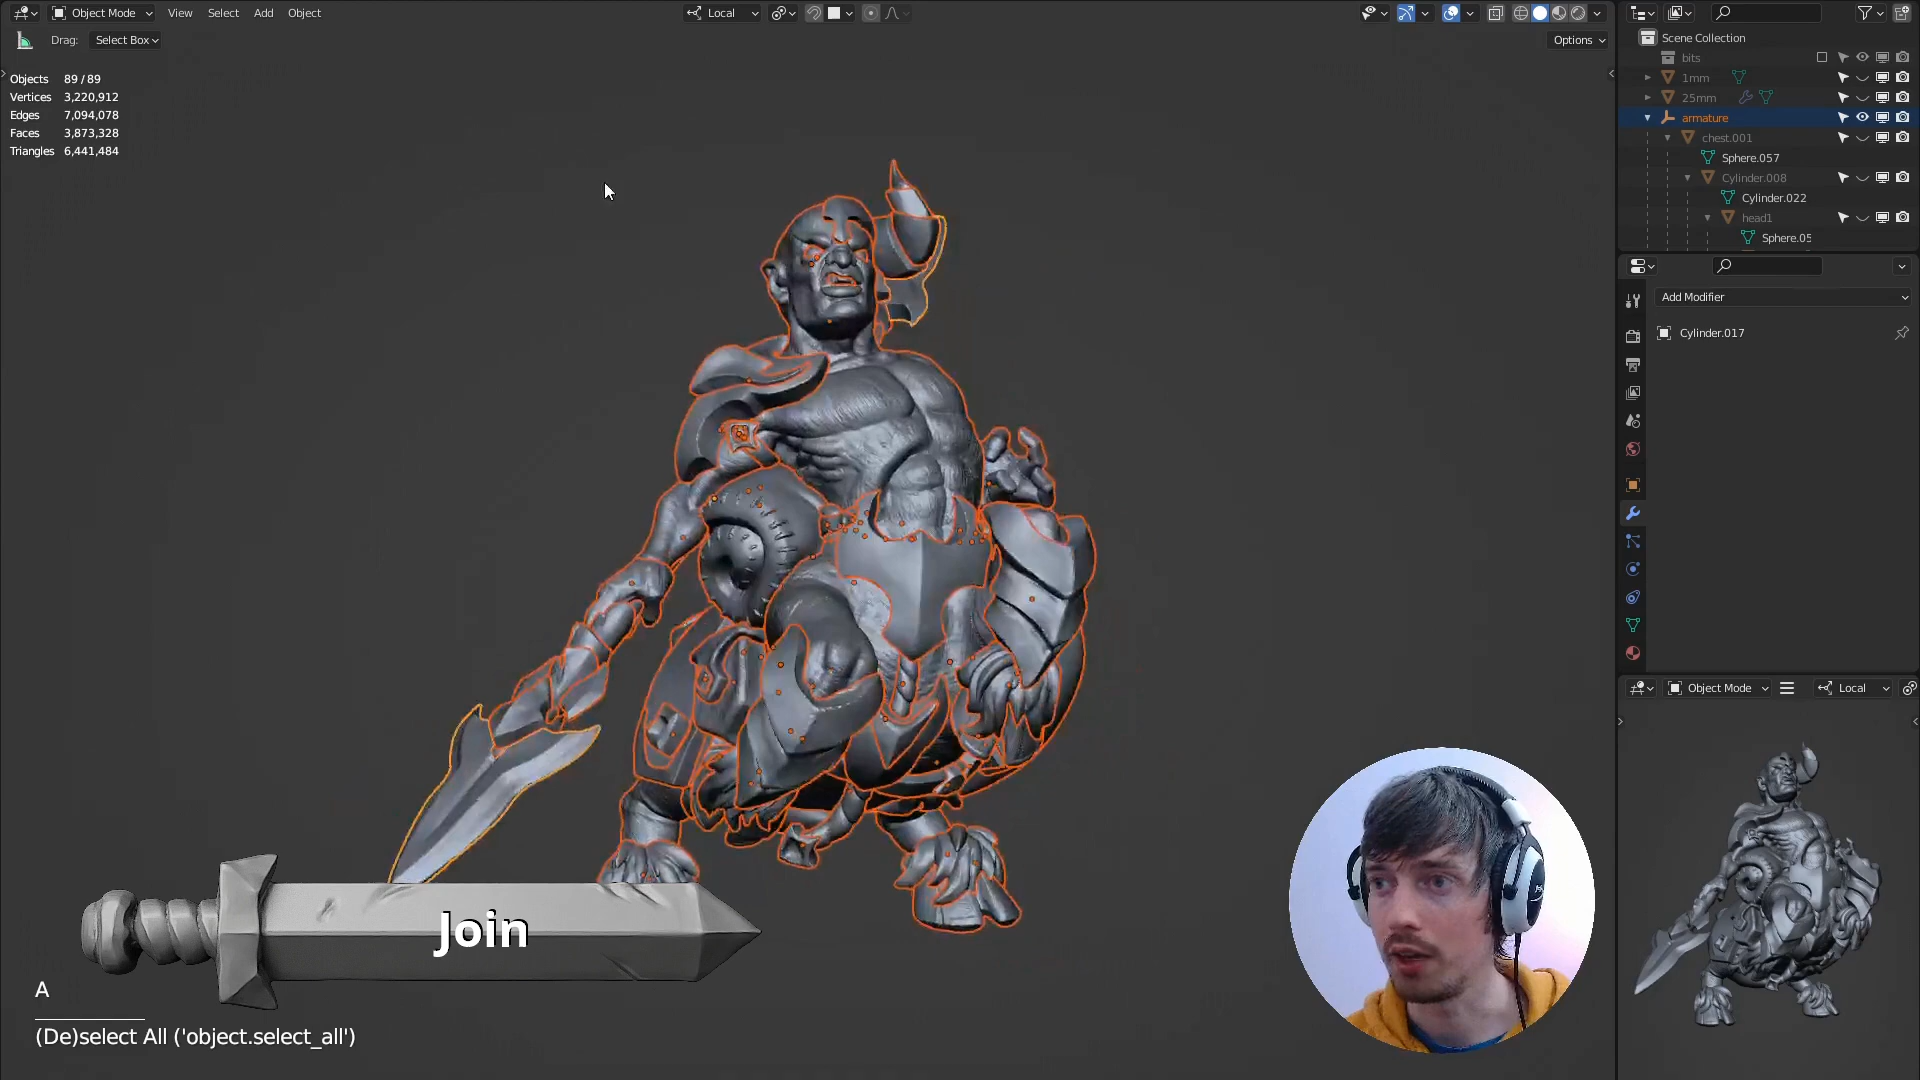 Object Mode View Select Add Object Local
Drag: Select Box Options
Objects 89 / 89
Vertices 3,220,912
Edges 7,094,078
Faces 3,873,328
Triangles 6,441,484
Scene Collection
bits
1mm
25mm
armature
chest.001
Sphere.057
Cylinder.008
Cylinder.022
head1
Sphere.05
Add Modifier
Cylinder.017
Object Mode Local
Join
A
(De)select All ('object.select_all')